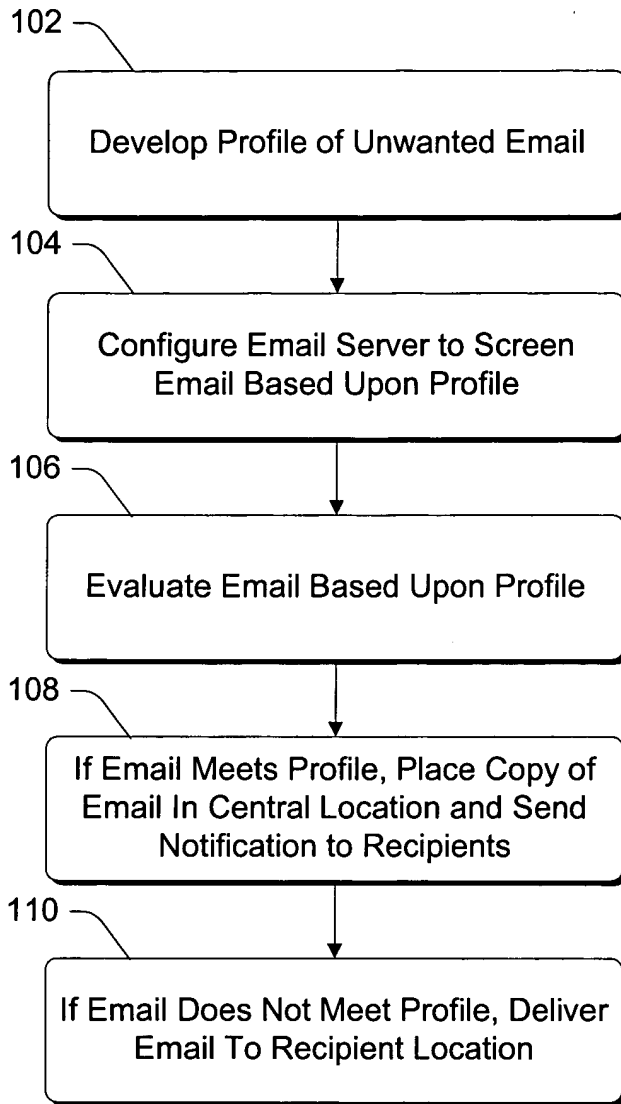 102
Develop Profile of Unwanted Email
104
Configure Email Server to Screen
Email Based Upon Profile
106
Evaluate Email Based Upon Profile
108
If Email Meets Profile, Place Copy of
Email In Central Location and Send
Notification to Recipients
110
If Email Does Not Meet Profile, Deliver
Email To Recipient Location